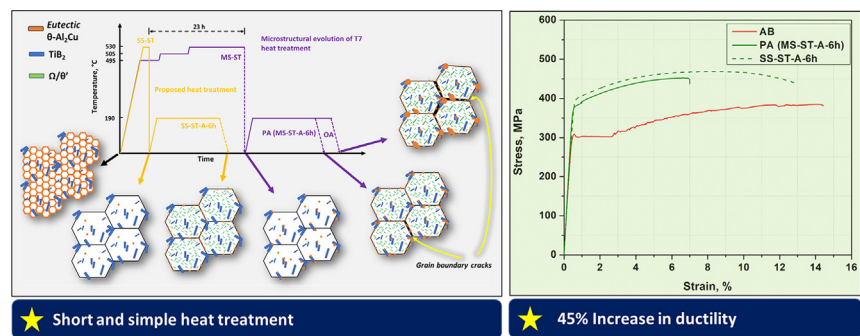 Eutectic
θ-Al₂Cu
TiB₂
Ω/θ'
23 h
Microstructural evolution of T7
heat treatment
SS-ST
530
505
495
MS-ST
Temperature, °C
Proposed heat treatment
190
SS-ST-A-6h
PA (MS-ST-A-6h)
OA
Time
Grain boundary cracks
Short and simple heat treatment
600
500
400
300
200
100
0
Stress, MPa
AB
PA (MS-ST-A-6h)
SS-ST-A-6h
0 2 4 6 8 10 12 14 16
Strain, %
45% Increase in ductility